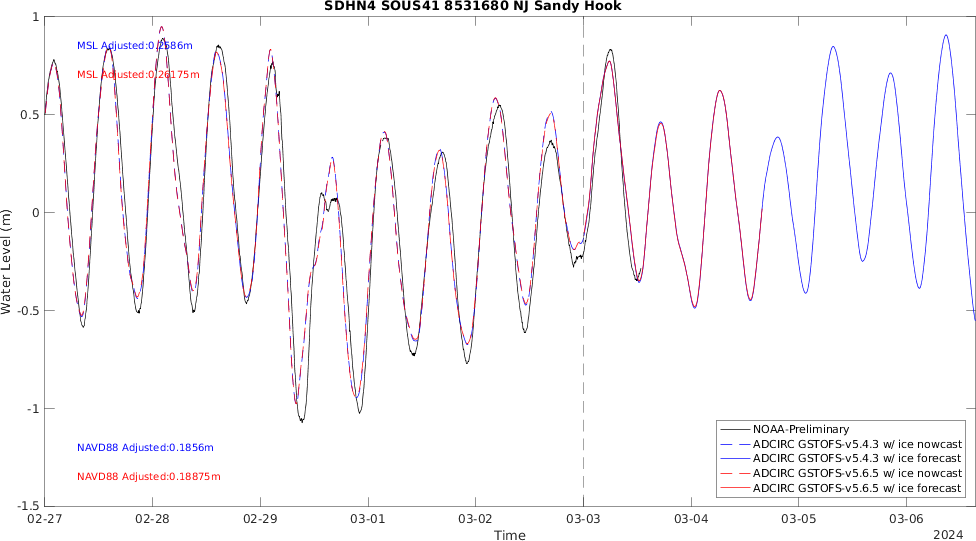 SDHN4 SOUS41 8531680 NJ Sandy Hook
1
0.5
0
-0.5
-1
-1.5
Water Level (m)
MSL Adjusted:0.2586m
MSL Adjusted:0.26175m
NAVD88 Adjusted:0.1856m
NAVD88 Adjusted:0.18875m
NOAA-Preliminary
ADCIRC GSTOFS-v5.4.3 w/ ice nowcast
ADCIRC GSTOFS-v5.4.3 w/ ice forecast
ADCIRC GSTOFS-v5.6.5 w/ ice nowcast
ADCIRC GSTOFS-v5.6.5 w/ ice forecast
02-27 02-28 02-29 03-01 03-02 03-03 03-04 03-05 03-06
Time
2024